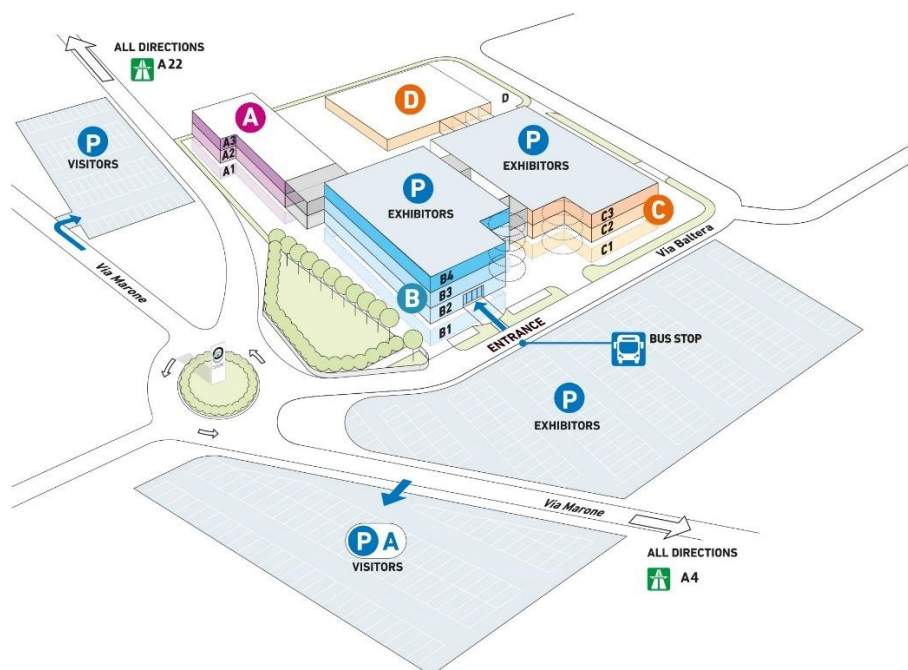 ALL DIRECTIONS
A 22
P
VISITORS
A
A3
A2
A1
D
D
P
EXHIBITORS
P
EXHIBITORS
C3
C2
C1
C
B4
B3
B2
B1
B
Via Baltera
Via Marone
ENTRANCE
BUS STOP
P
EXHIBITORS
Via Marone
P A
VISITORS
ALL DIRECTIONS
A4